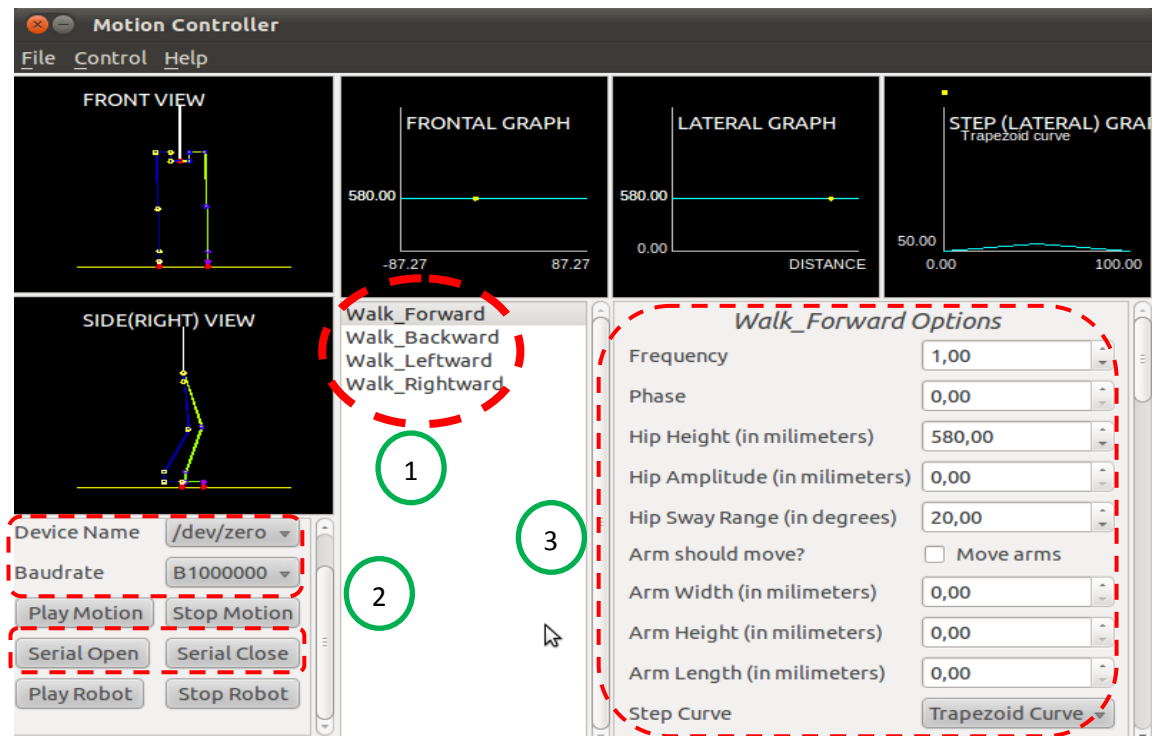 Motion Controller
File Control Help
FRONT VIEW
FRONTAL GRAPH
580.00
-87.27 87.27
LATERAL GRAPH
580.00
0.00
DISTANCE
STEP (LATERAL) GRA
Trapezoid curve
50.00
0.00 100.00
SIDE(RIGHT) VIEW
Walk_Forward
Walk_Backward
Walk_Leftward
Walk_Rightward
1
Walk_Forward Options
Frequency 1,00
Phase 0,00
Hip Height (in milimeters) 580,00
Hip Amplitude (in milimeters) 0,00
Hip Sway Range (in degrees) 20,00
Arm should move? Move arms
Arm Width (in milimeters) 0,00
Arm Height (in milimeters) 0,00
Arm Length (in milimeters) 0,00
Step Curve Trapezoid Curve
3
Device Name /dev/zero
Baudrate B1000000
2
Play Motion Stop Motion
Serial Open Serial Close
Play Robot Stop Robot